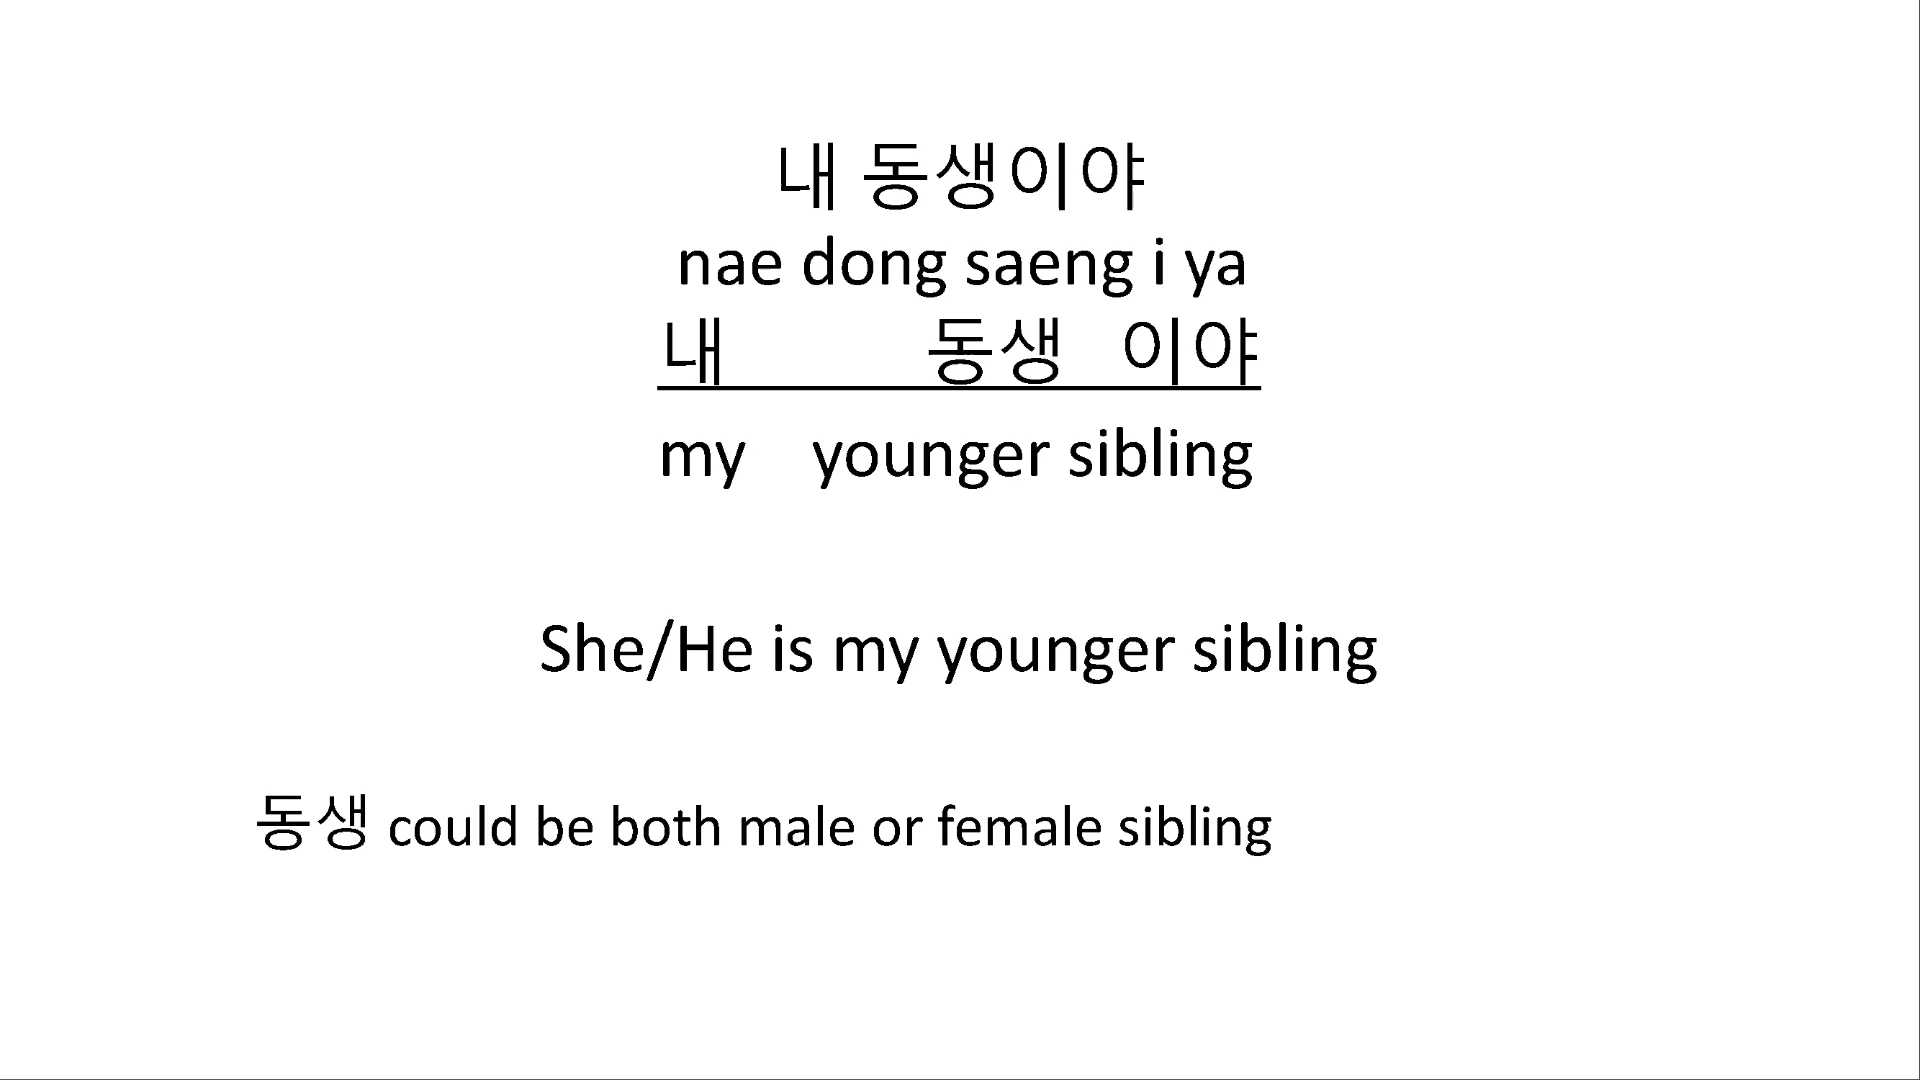 내 동생이야
nae dong saeng i ya
내 동생 이야
my younger sibling
She/He is my younger sibling
동생 could be both male or female sibling